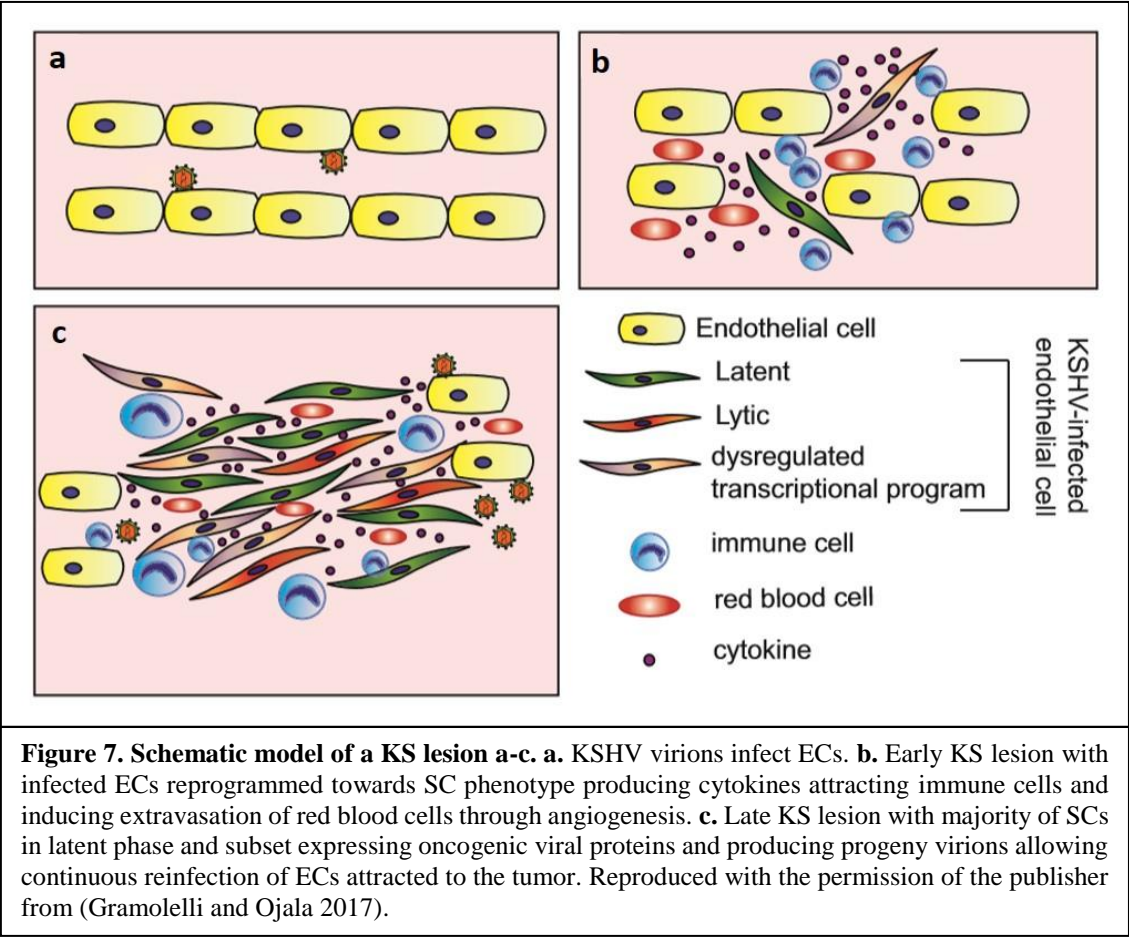 a
b
c
Endothelial cell
Latent
Lytic
dysregulated
transcriptional program
KSHV-infected
endothelial cell
immune cell
red blood cell
cytokine
Figure 7. Schematic model of a KS lesion a-c. a. KSHV virions infect ECs. b. Early KS lesion with
infected ECs reprogrammed towards SC phenotype producing cytokines attracting immune cells and
inducing extravasation of red blood cells through angiogenesis. c. Late KS lesion with majority of SCs
in latent phase and subset expressing oncogenic viral proteins and producing progeny virions allowing
continuous reinfection of ECs attracted to the tumor. Reproduced with the permission of the publisher
from (Gramolelli and Ojala 2017).